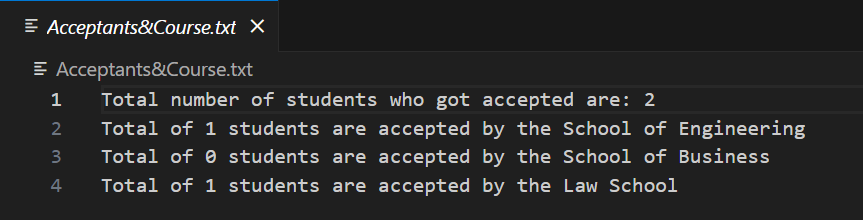 Acceptants&Course.txt ×
Acceptants&Course.txt
1 Total number of students who got accepted are: 2
2 Total of 1 students are accepted by the School of Engineering
3 Total of 0 students are accepted by the School of Business
4 Total of 1 students are accepted by the Law School